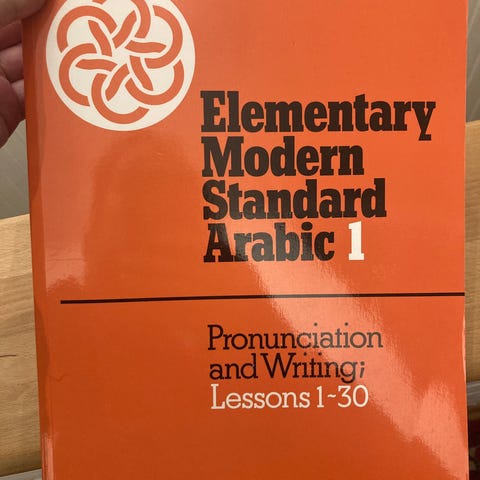 Elementary
Modern
Standard
Arabic 1
Pronunciation
and Writing;
Lessons 1-30